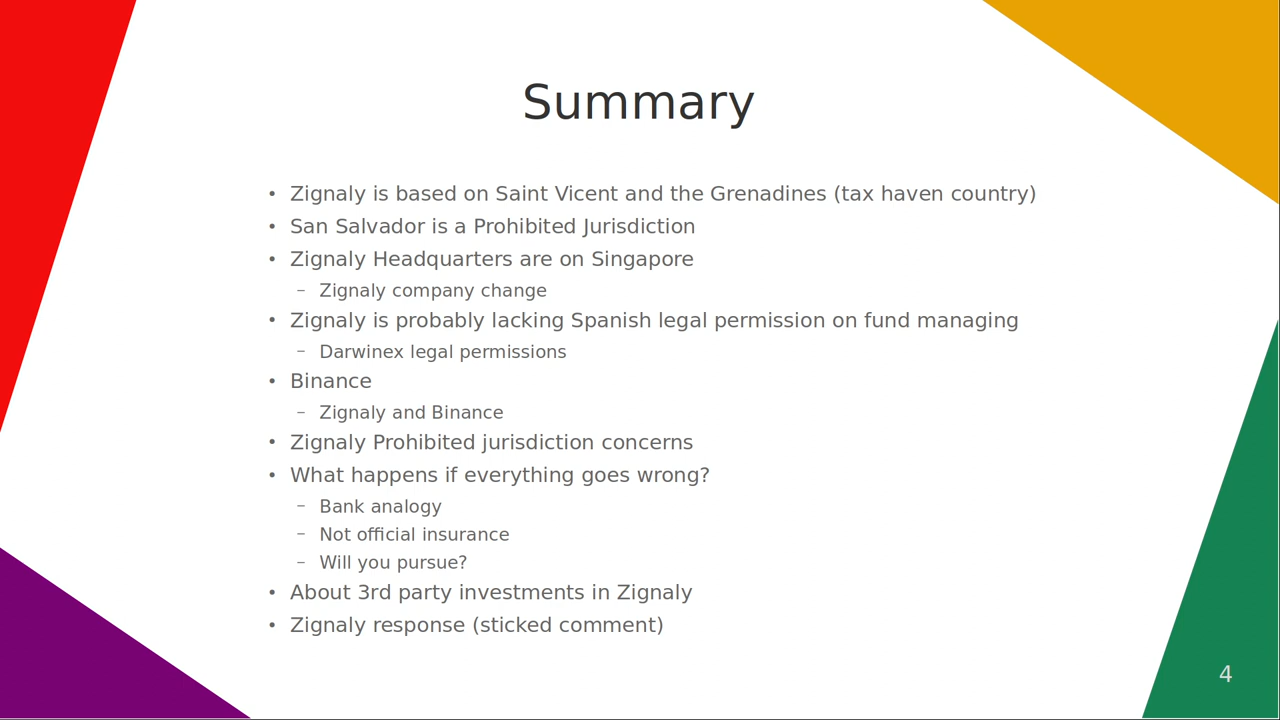 Summary
• Zignaly is based on Saint Vicent and the Grenadines (tax haven country)
• San Salvador is a Prohibited Jurisdiction
• Zignaly Headquarters are on Singapore
– Zignaly company change
• Zignaly is probably lacking Spanish legal permission on fund managing
– Darwinex legal permissions
• Binance
– Zignaly and Binance
• Zignaly Prohibited jurisdiction concerns
• What happens if everything goes wrong?
– Bank analogy
– Not official insurance
– Will you pursue?
• About 3rd party investments in Zignaly
• Zignaly response (sticked comment)
4